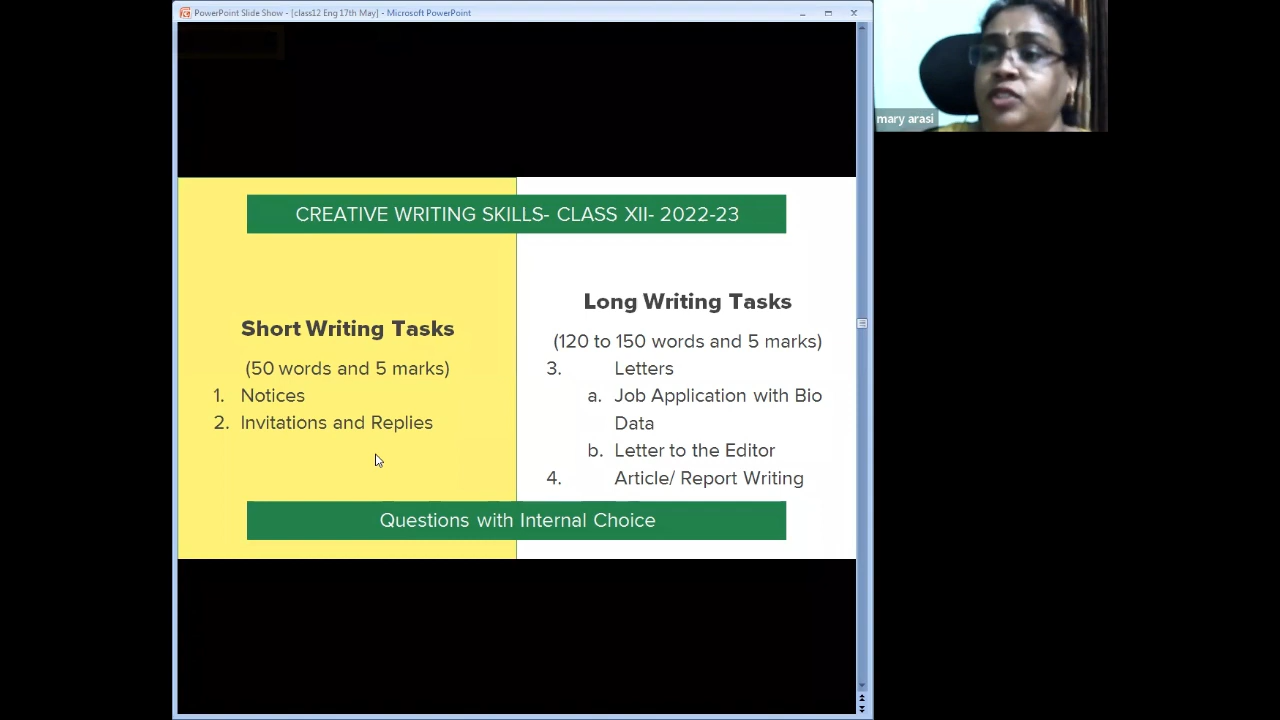 PowerPoint Slide Show - [class12 Eng 17th May] - Microsoft PowerPoint
mary arasi
CREATIVE WRITING SKILLS- CLASS XII- 2022-23
Short Writing Tasks
(50 words and 5 marks)
1. Notices
2. Invitations and Replies
Long Writing Tasks
(120 to 150 words and 5 marks)
3. Letters
a. Job Application with Bio
Data
b. Letter to the Editor
4. Article/ Report Writing
Questions with Internal Choice